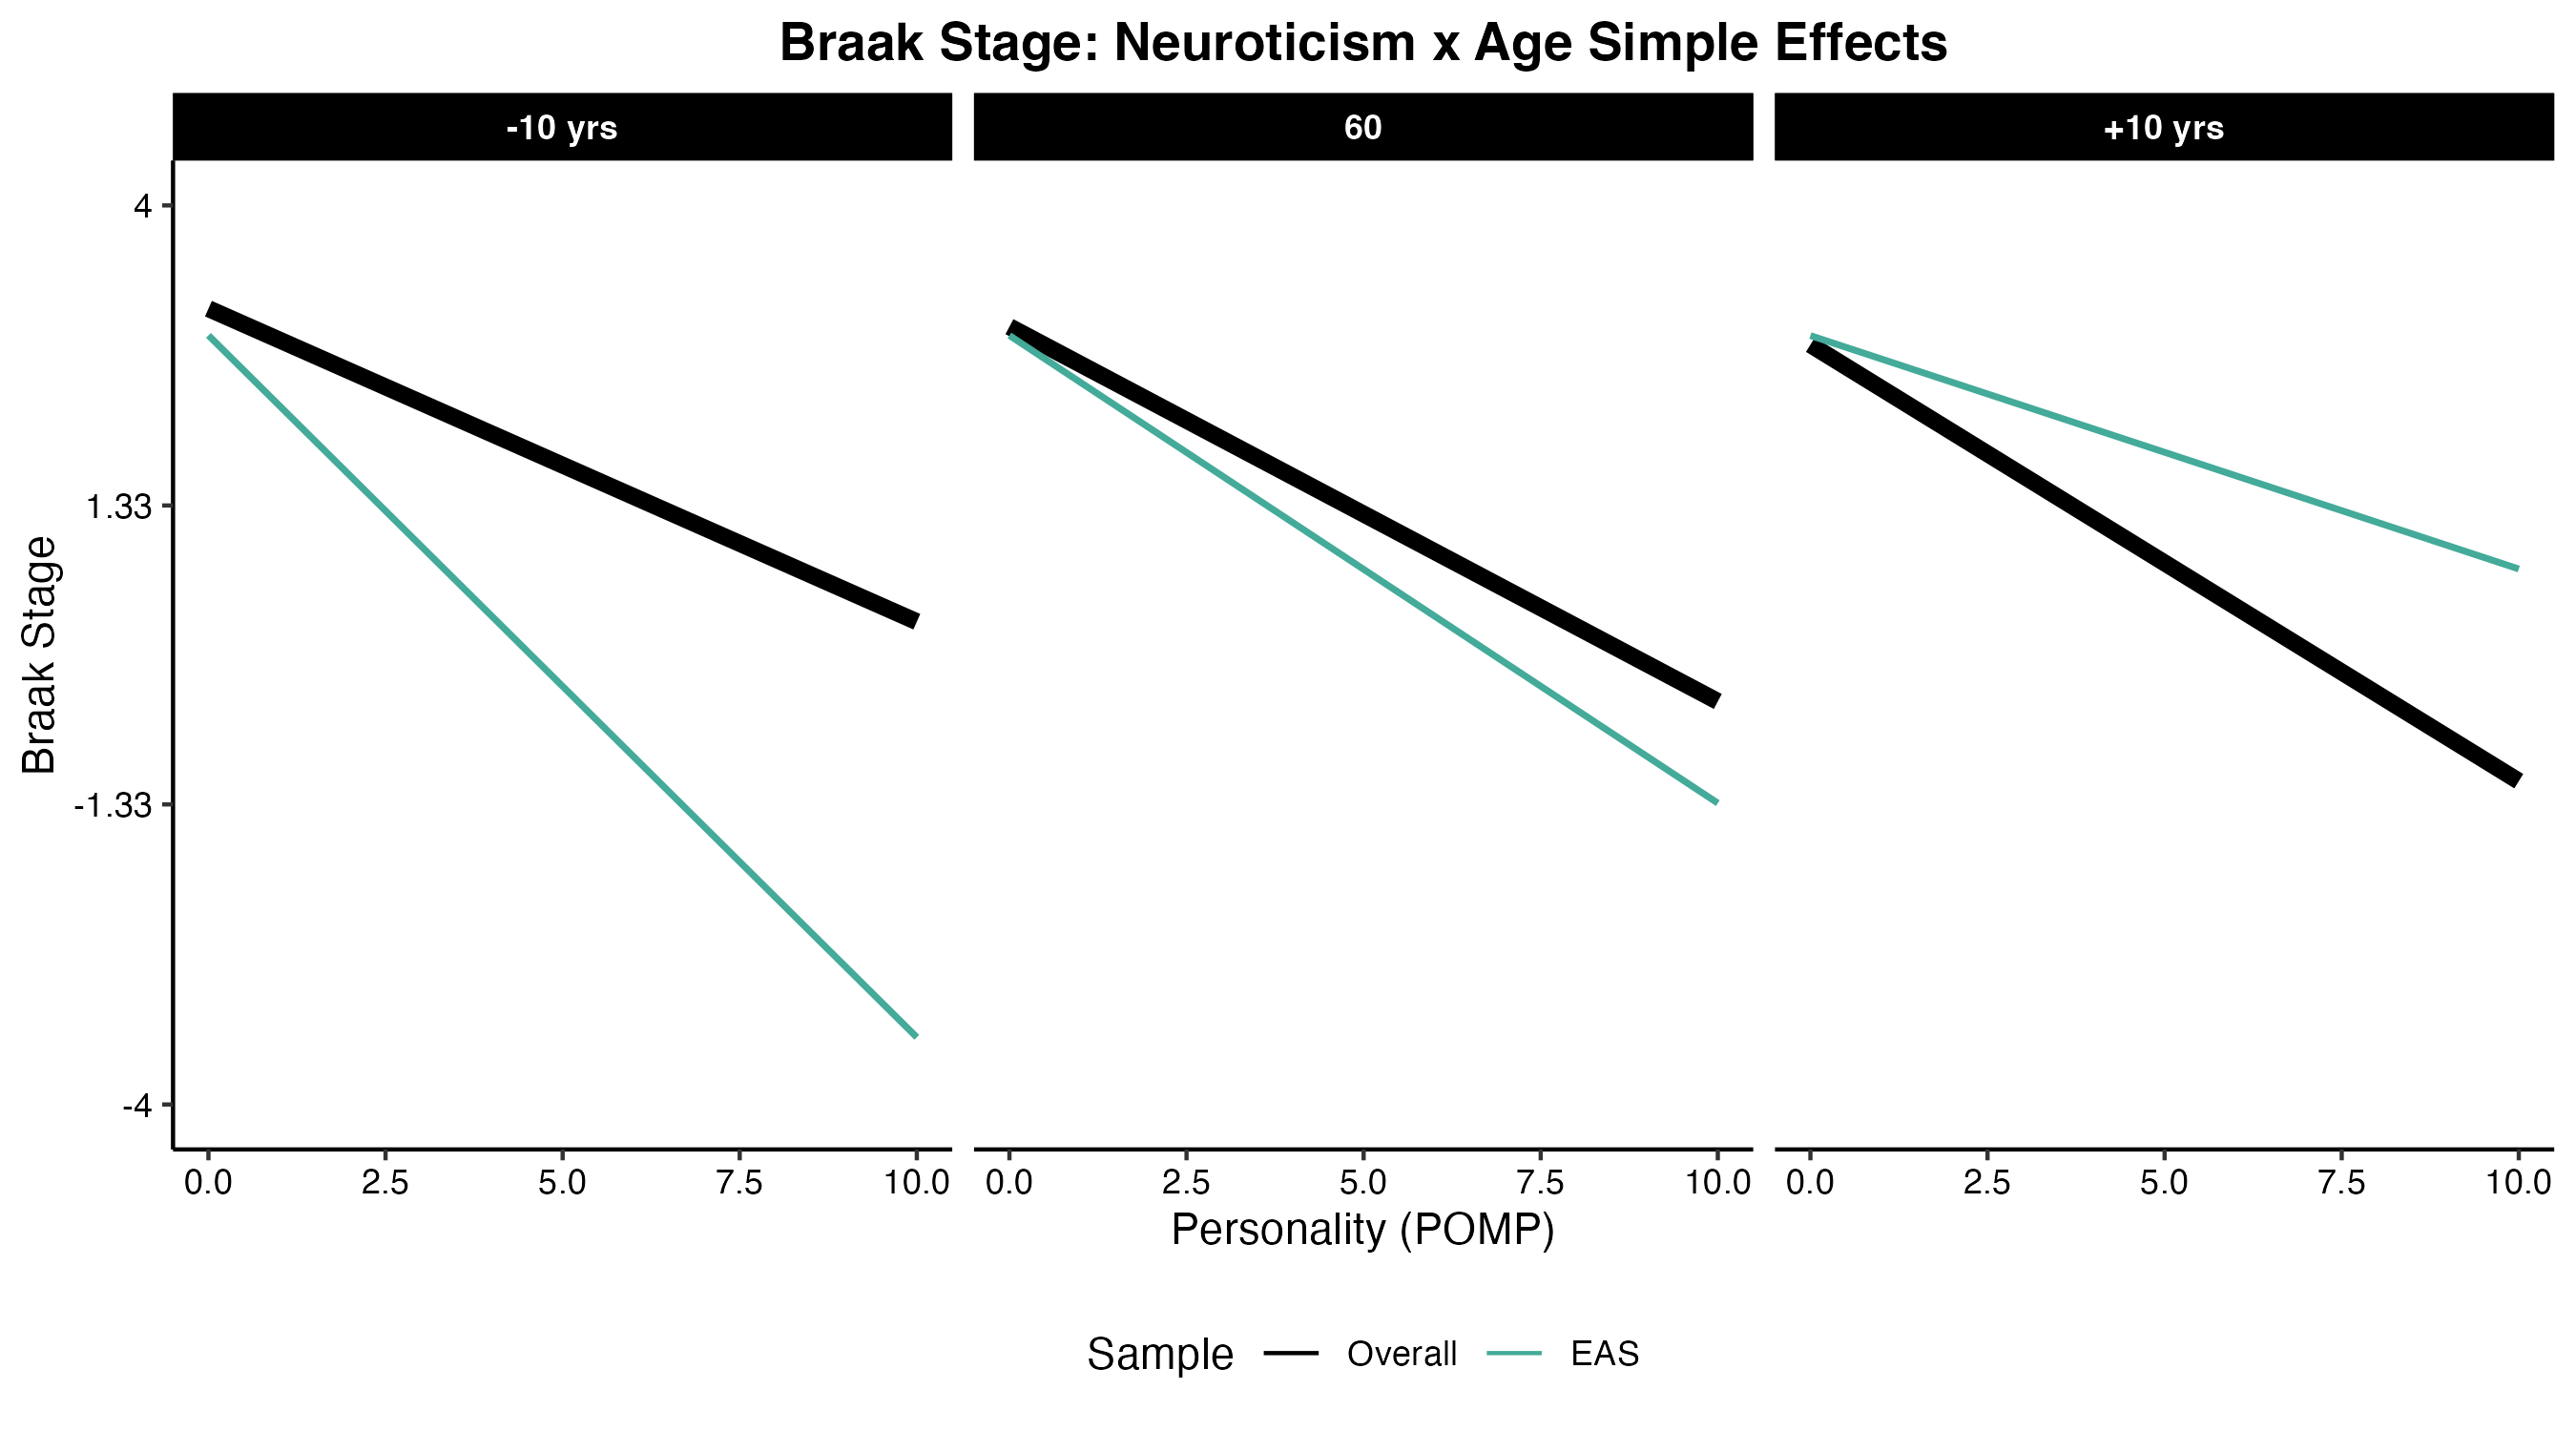 Braak Stage: Neuroticism x Age Simple Effects
-10 yrs 60 +10 yrs
4
1.33
-1.33
-4
Braak Stage
0.0 2.5 5.0 7.5 10.0 0.0 2.5 5.0 7.5 10.0 0.0 2.5 5.0 7.5 10.0
Personality (POMP)
Sample Overall EAS